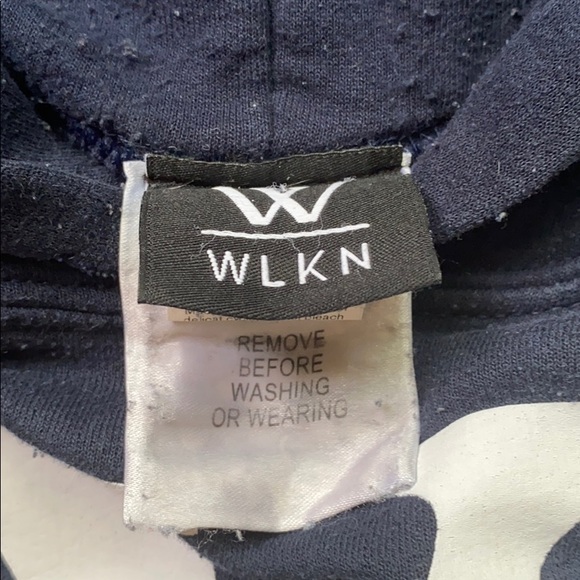 W
WLKN
REMOVE
BEFORE
WASHING
OR WEARING